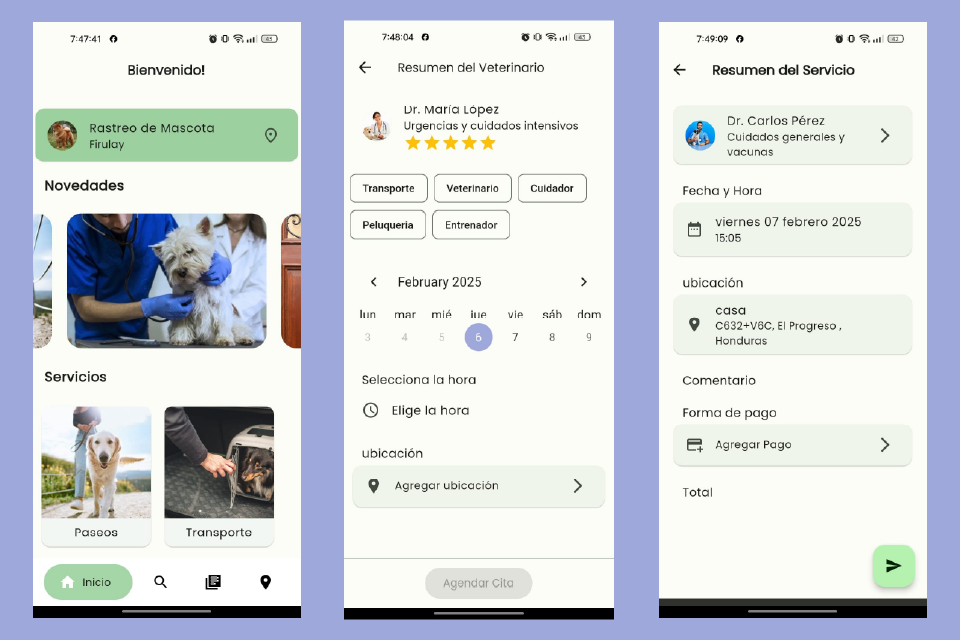 7:47:41
Bienvenido!
Rastreo de Mascota
Firulay
Novedades
Servicios
Paseos
Transporte
Inicio
7:48:04
Resumen del Veterinario
Dr. María López
Urgencias y cuidados intensivos
Transporte
Veterinario
Cuidador
Peluqueria
Entrenador
February 2025
lun mar mié jue vie sáb dom
3 4 5 6 7 8 9
Selecciona la hora
Elige la hora
ubicación
Agregar ubicación
Agendar Cita
7:49:09
Resumen del Servicio
Dr. Carlos Pérez
Cuidados generales y
vacunas
Fecha y Hora
viernes 07 febrero 2025
15:05
ubicación
casa
C632+V6C, El Progreso ,
Honduras
Comentario
Forma de pago
Agregar Pago
Total